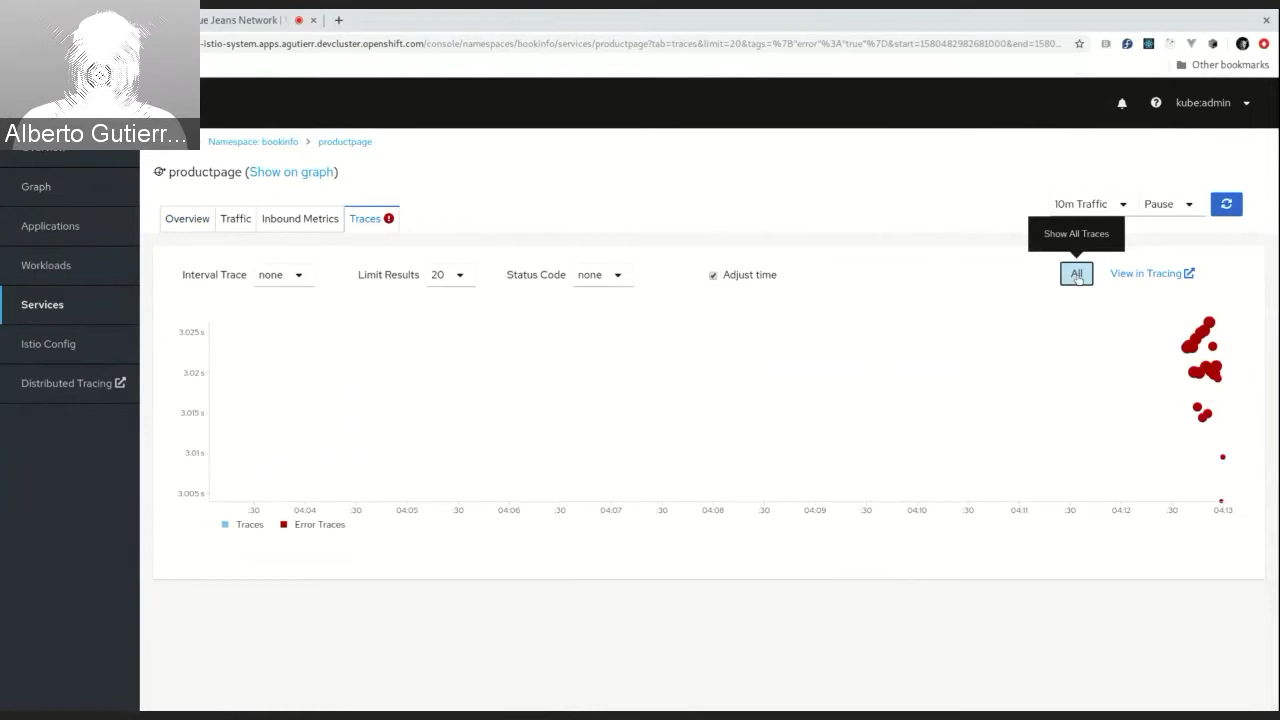 ue Jeans Network |
-istio-system.apps.agutierr.devcluster.openshift.com/console/namespaces/bookinfo/services/productpage?tab=traces&limit=20&tags=%7B"error"%3A"true"%7D&start=1580482982681000&end=1580...
Other bookmarks
kube:admin
Alberto Gutierr...
Namespace: bookinfo > productpage
Overview
productpage (Show on graph)
Graph
Applications
Workloads
Services
Istio Config
Distributed Tracing
Overview Traffic Inbound Metrics Traces
10m Traffic Pause
Show All Traces
Interval Trace none Limit Results 20 Status Code none Adjust time All View in Tracing
3.025 s
3.02 s
3.015 s
3.01 s
3.005 s
:30 04:04 :30 04:05 :30 04:06 :30 04:07 :30 04:08 :30 04:09 :30 04:10 :30 04:11 :30 04:12 :30 04:13
Traces Error Traces